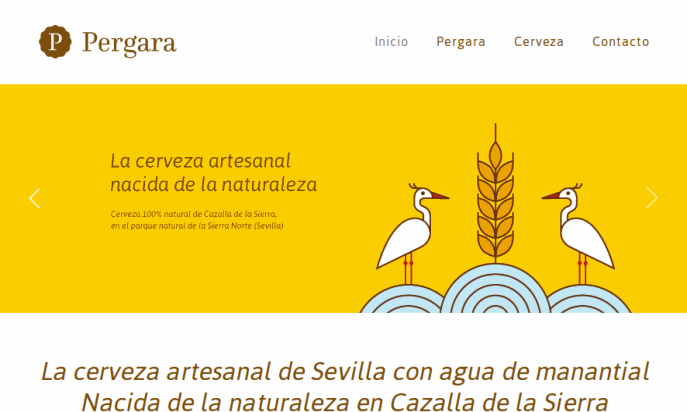 P Pergara
Inicio Pergara Cerveza Contacto
La cerveza artesanal
nacida de la naturaleza
Cerveza 100% natural de Cazalla de la Sierra,
en el parque natural de la Sierra Norte (Sevilla)
La cerveza artesanal de Sevilla con agua de manantial
Nacida de la naturaleza en Cazalla de la Sierra